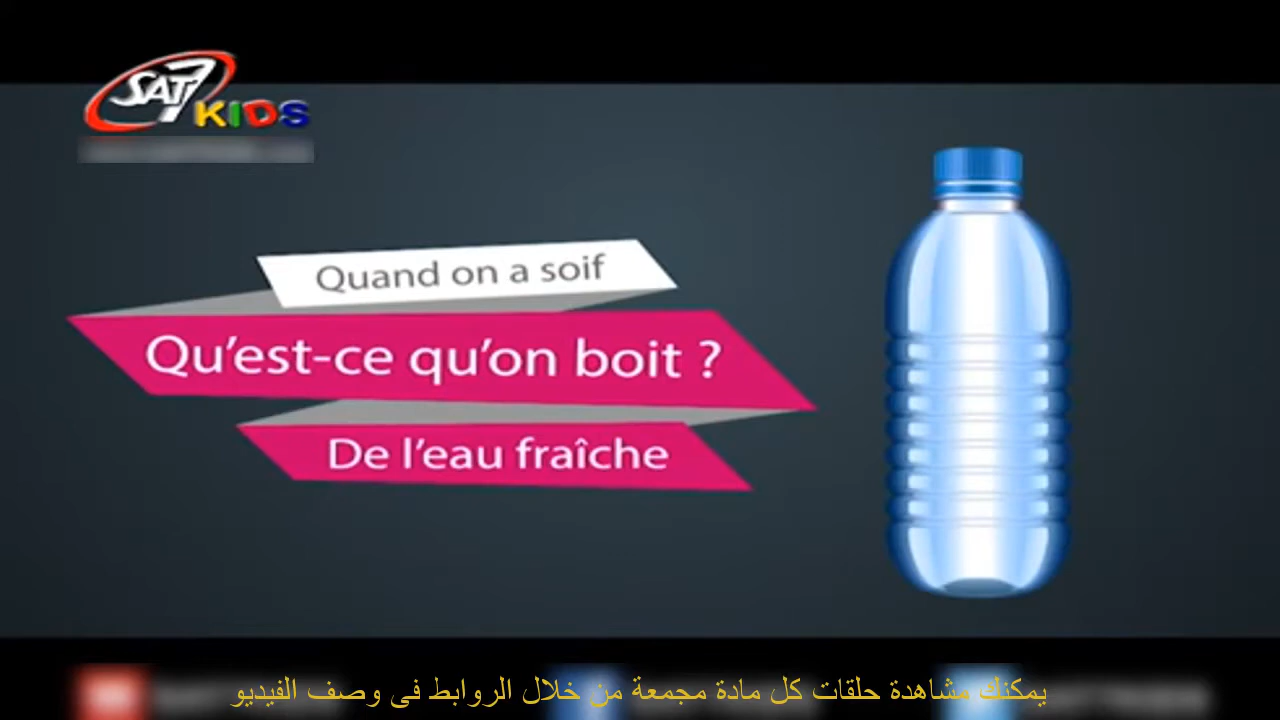 SAT7
KIDS
Quand on a soif
Qu'est-ce qu'on boit ?
De l'eau fraîche
يمكنك مشاهدة حلقات كل مادة مجمعة من خلال الروابط فى وصف الفيديو